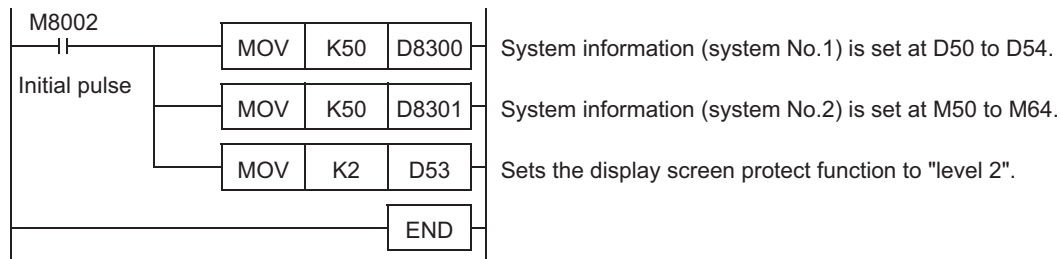 M8002
MOV K50 D8300 System information (system No.1) is set at D50 to D54.
Initial pulse
MOV K50 D8301 System information (system No.2) is set at M50 to M64.
MOV K2 D53 Sets the display screen protect function to "level 2".
END